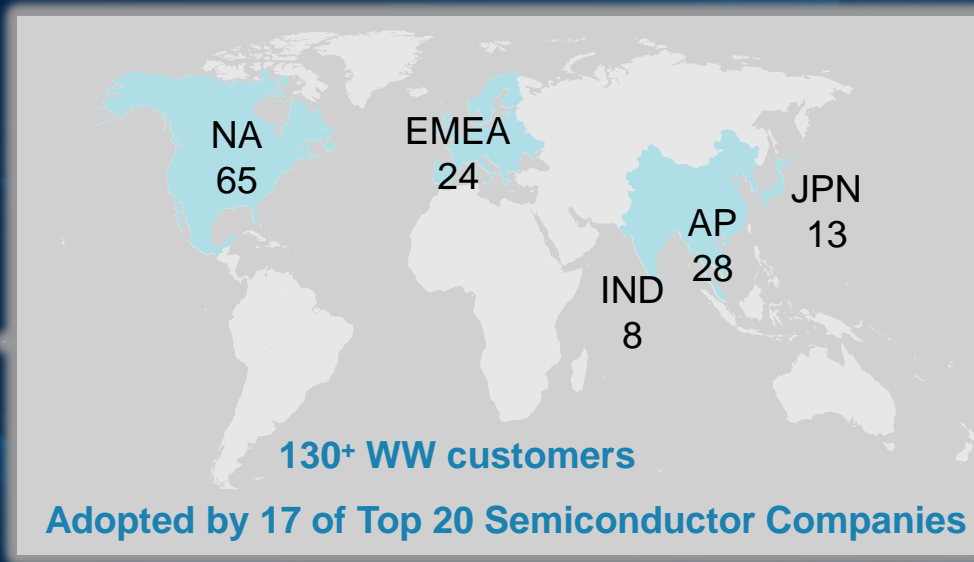 NA
65
EMEA
24
JPN
13
AP
28
IND
8
130+ WW customers
Adopted by 17 of Top 20 Semiconductor Companies